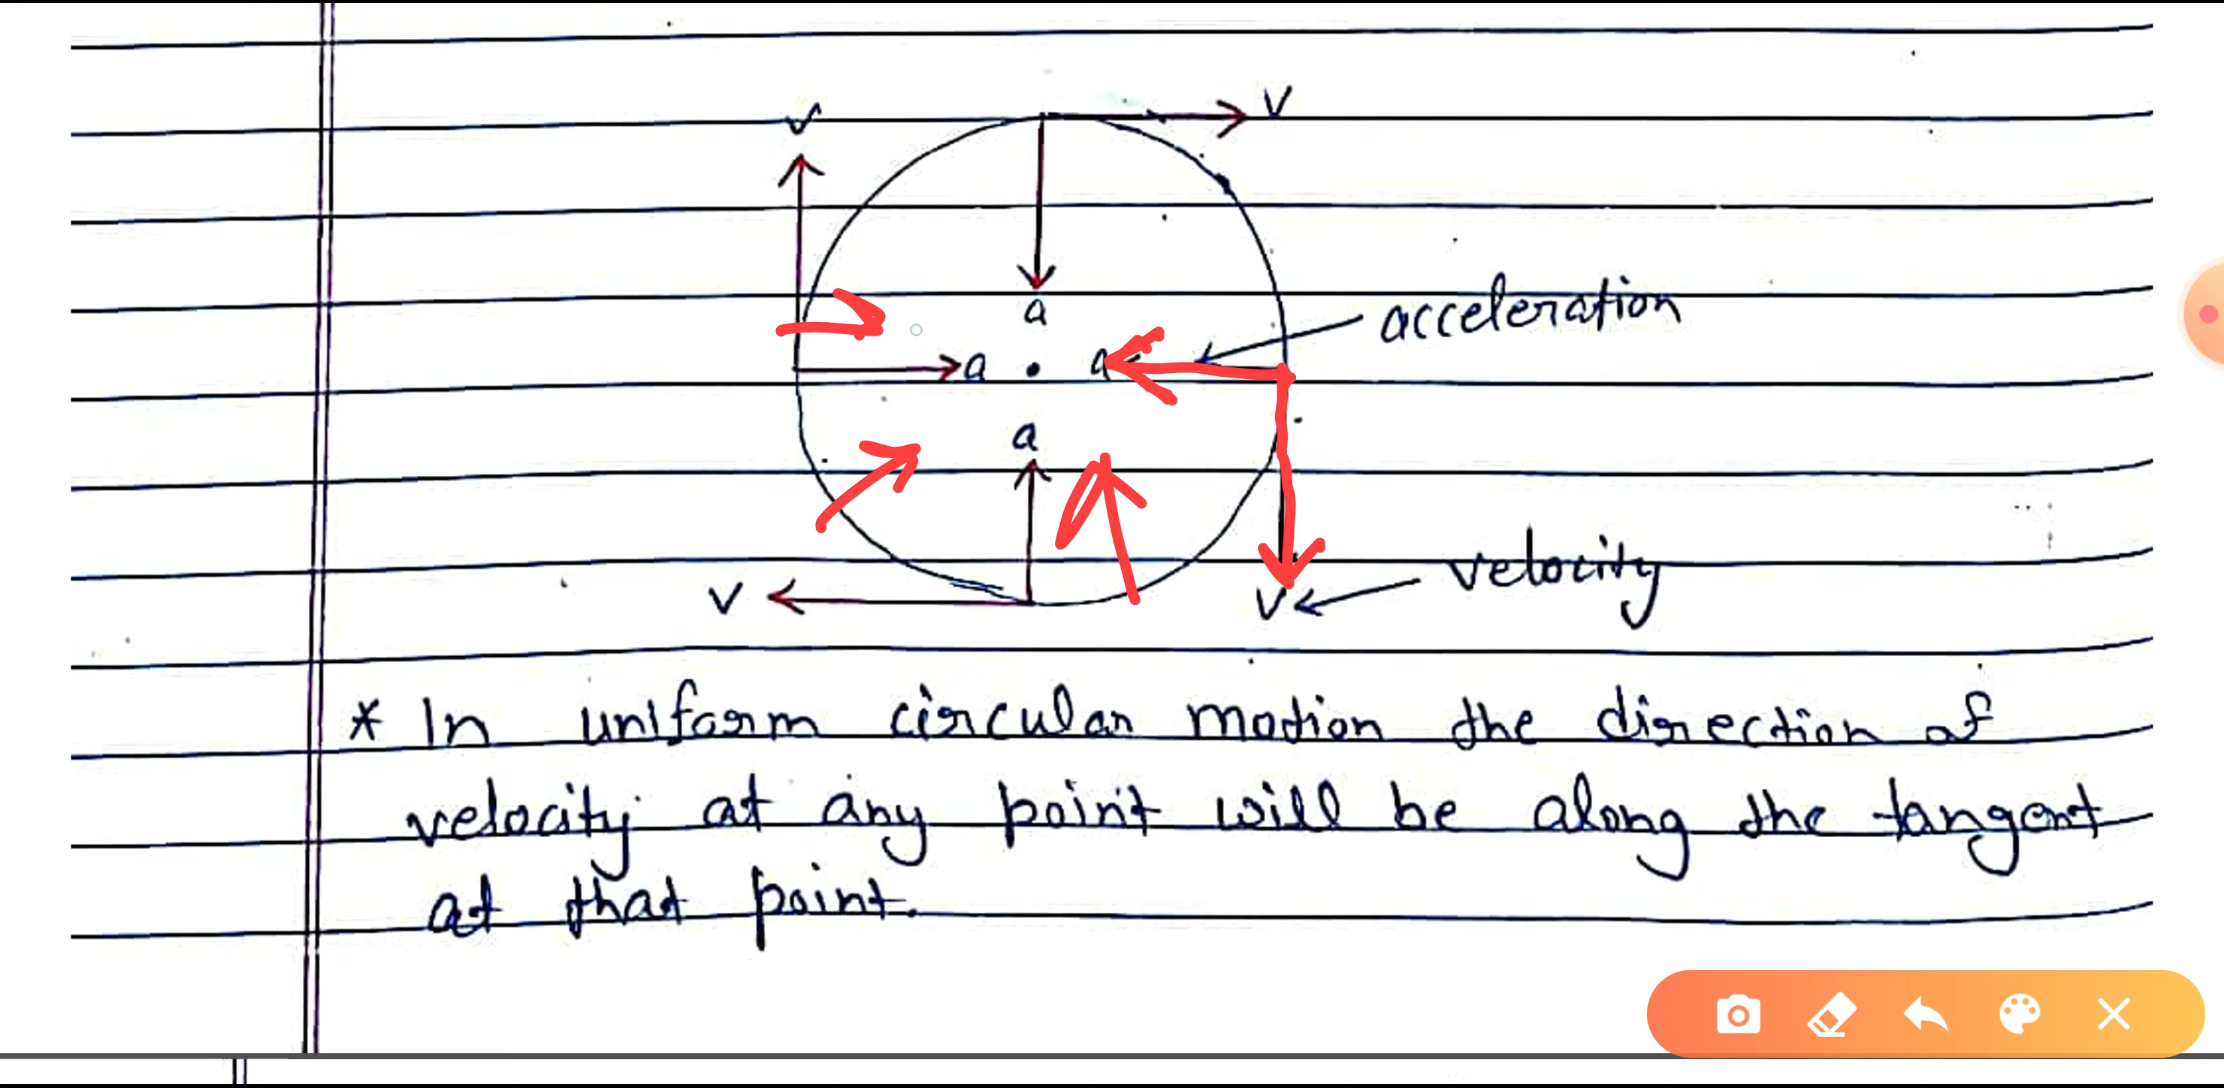 v
v
a
acceleration
a
a
a
v
v
velocity
* In uniform circular motion the direction of
velocity at any point will be along the tangent
at that point.